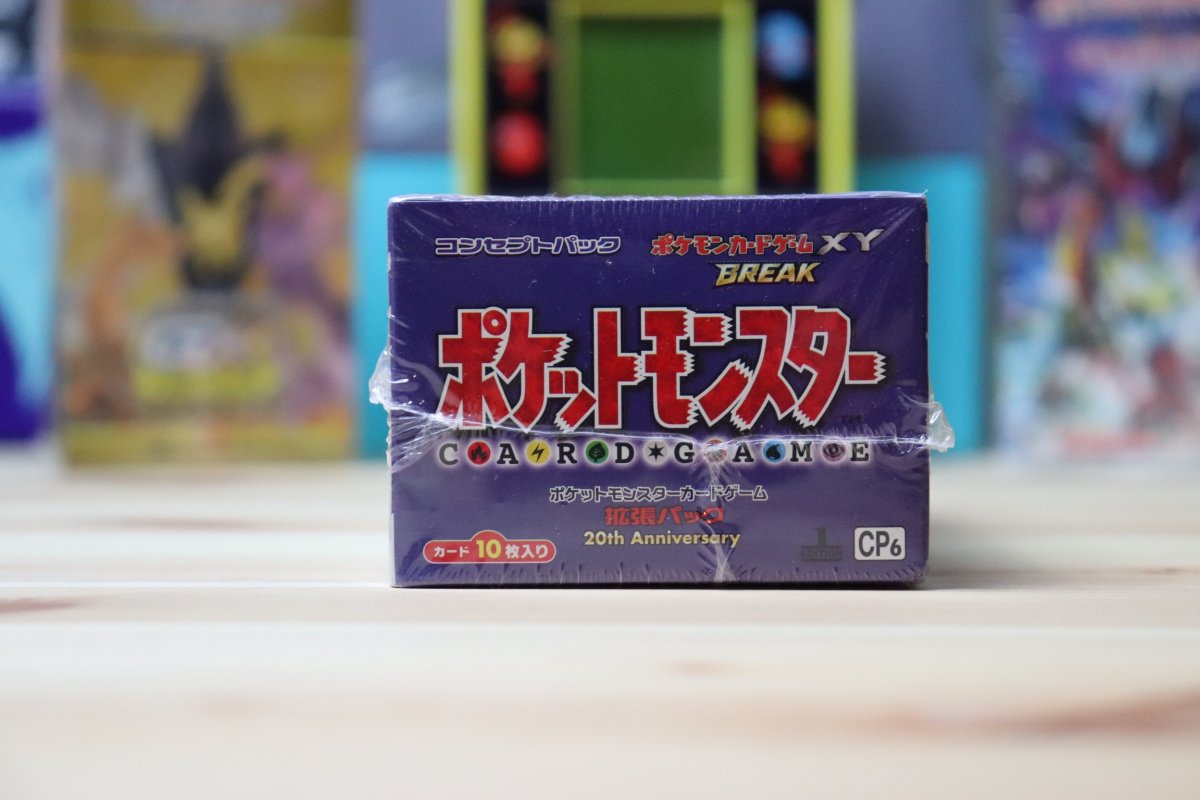 コンセプトパック
ポケモンカードゲーム XY
BREAK
ポケットモンスター
TM
CARD GAME
ポケットモンスターカードゲーム
拡張パック
20th Anniversary
カード 10 枚入り
1
EDITION
CP6